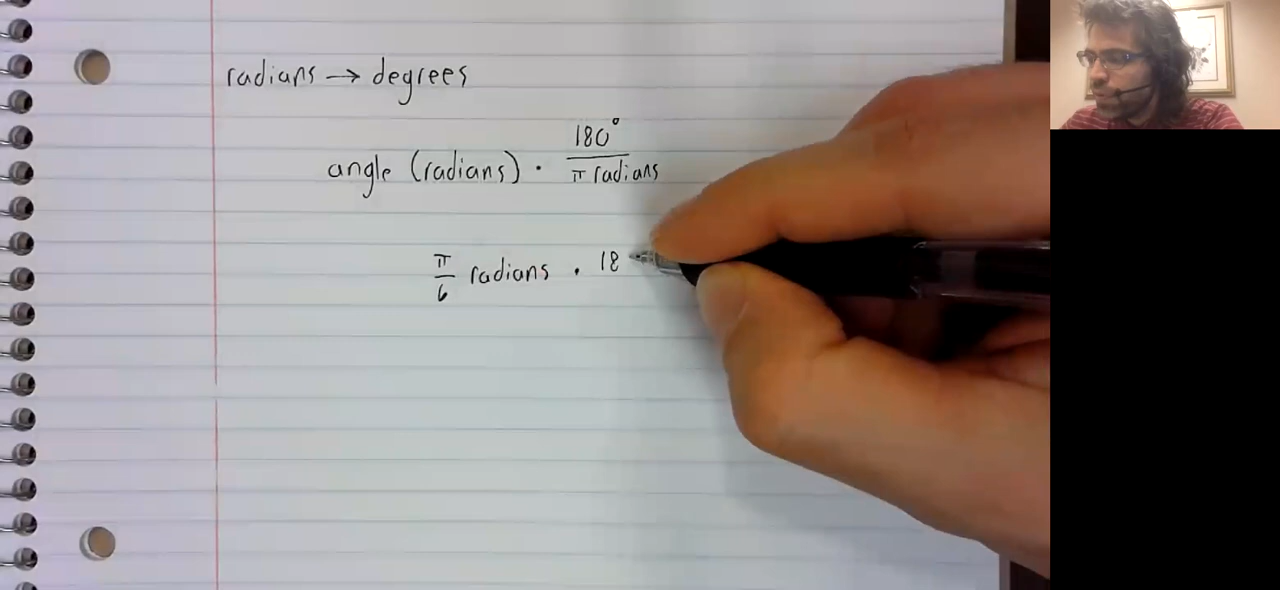 radians → degrees
angle (radians) · 180° / π radians
π/6 radians · 18